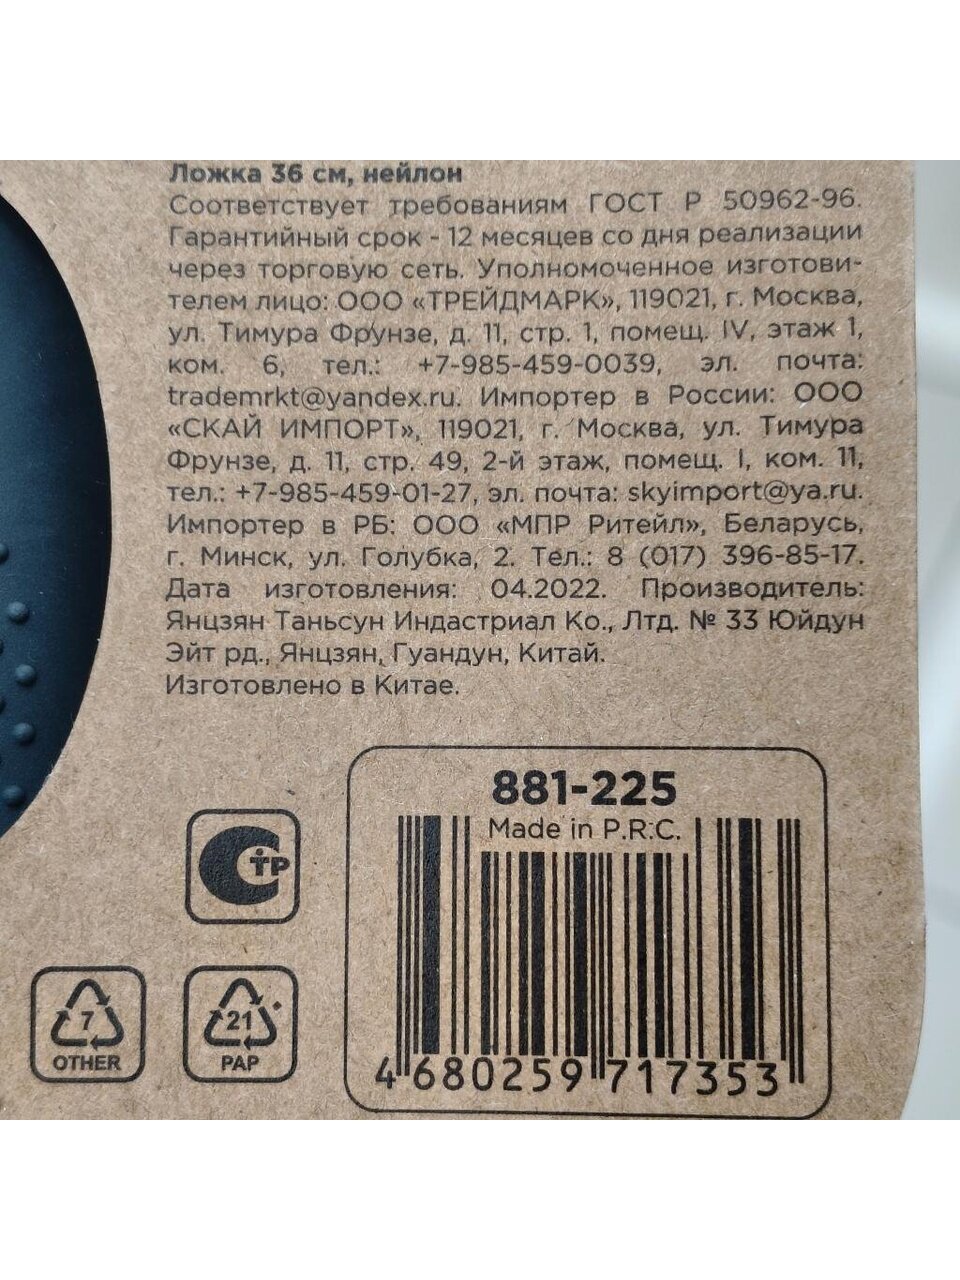 Ложка 36 см, нейлон
Соответствует требованиям ГОСТ Р 50962-96.
Гарантийный срок - 12 месяцев со дня реализации
через торговую сеть. Уполномоченное изготови-
телем лицо: ООО «ТРЕЙДМАРК», 119021, г. Москва,
ул. Тимура Фрунзе, д. 11, стр. 1, помещ. IV, этаж 1,
ком. 6, тел.: +7-985-459-0039, эл. почта:
trademrkt@yandex.ru. Импортер в России: ООО
«СКАЙ ИМПОРТ», 119021, г. Москва, ул. Тимура
Фрунзе, д. 11, стр. 49, 2-й этаж, помещ. I, ком. 11,
тел.: +7-985-459-01-27, эл. почта: skyimport@ya.ru.
Импортер в РБ: ООО «МПР Ритейл», Беларусь,
г. Минск, ул. Голубка, 2. Тел.: 8 (017) 396-85-17.
Дата изготовления: 04.2022. Производитель:
Янцзян Таньсун Индастриал Ко., Лтд. № 33 Юйдун
Эйт рд., Янцзян, Гуандун, Китай.
Изготовлено в Китае.
881-225
Made in P.R.C.
СТР
7
OTHER
21
PAP
4 680259 717353